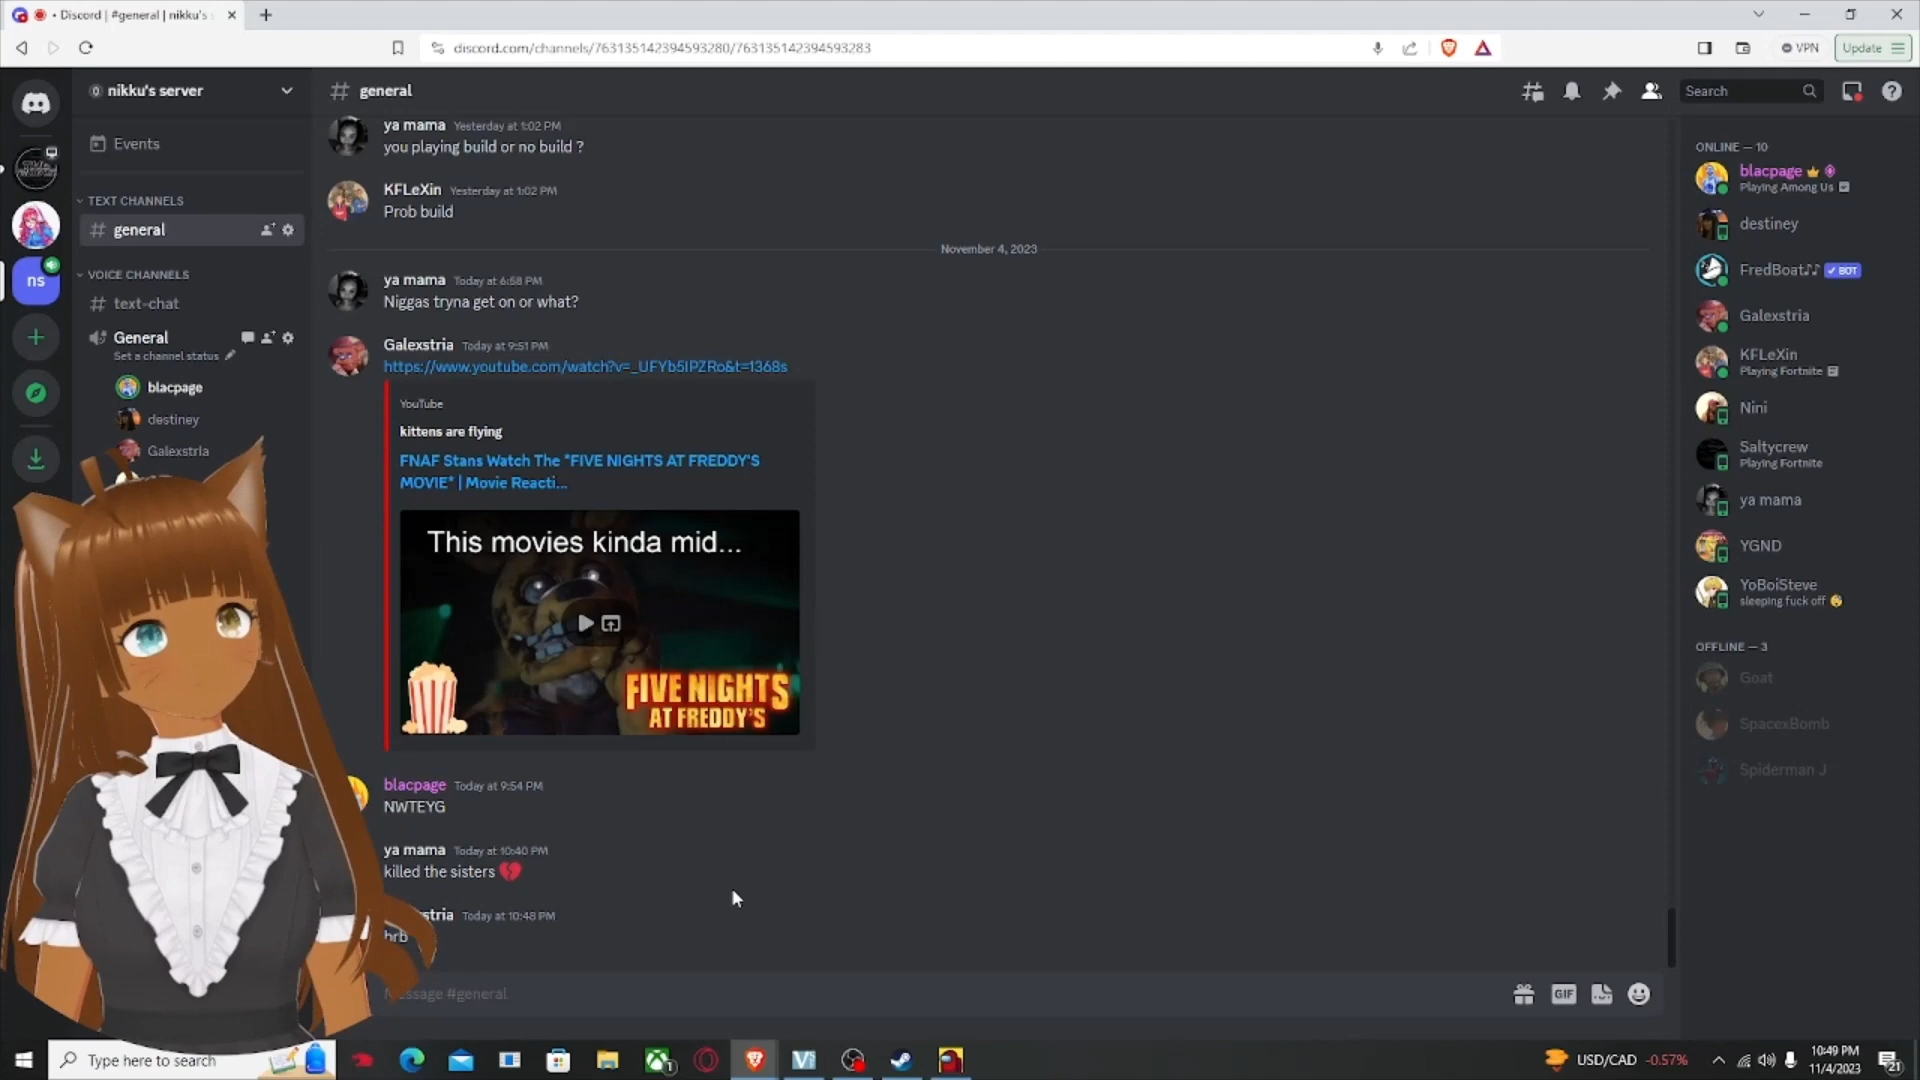 Discord | #general | nikku's s
discord.com/channels/763135142394593280/763135142394593283
VPN
Update
nikku's server
general
Search
Events
TEXT CHANNELS
general
VOICE CHANNELS
text-chat
General
Set a channel status
blacpage
destiney
Galexstria
ns
ya mama Yesterday at 1:02 PM
you playing build or no build ?
KFLeXin Yesterday at 1:02 PM
Prob build
November 4, 2023
ya mama Today at 6:58 PM
Niggas tryna get on or what?
Galexstria Today at 9:51 PM
https://www.youtube.com/watch?v=_UFYb5IPZRo&t=1368s
YouTube
kittens are flying
FNAF Stans Watch The *FIVE NIGHTS AT FREDDY'S
MOVIE* | Movie Reacti...
This movies kinda mid...
FIVE NIGHTS
AT FREDDY'S
blacpage Today at 9:54 PM
NWTEYG
ya mama Today at 10:40 PM
killed the sisters 💔
stria Today at 10:48 PM
brb
Message #general
GIF
ONLINE — 10
blacpage
Playing Among Us
destiney
FredBoat♪♪ ✓ BOT
Galexstria
KFLeXin
Playing Fortnite
Nini
Saltycrew
Playing Fortnite
ya mama
YGND
YoBoiSteve
sleeping fuck off
OFFLINE — 3
Goat
SpacexBomb
Spiderman J
Type here to search
USD/CAD -0.57%
10:49 PM
11/4/2023
21